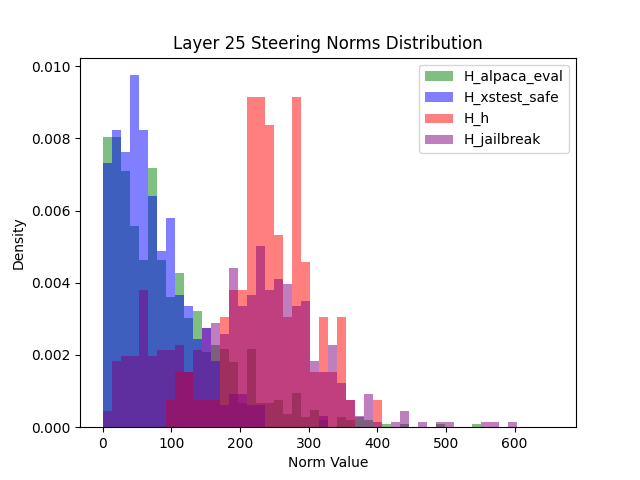 Layer 25 Steering Norms Distribution
H_alpaca_eval
H_xstest_safe
H_h
H_jailbreak
Density
0.010
0.008
0.006
0.004
0.002
0.000
0 100 200 300 400 500 600
Norm Value